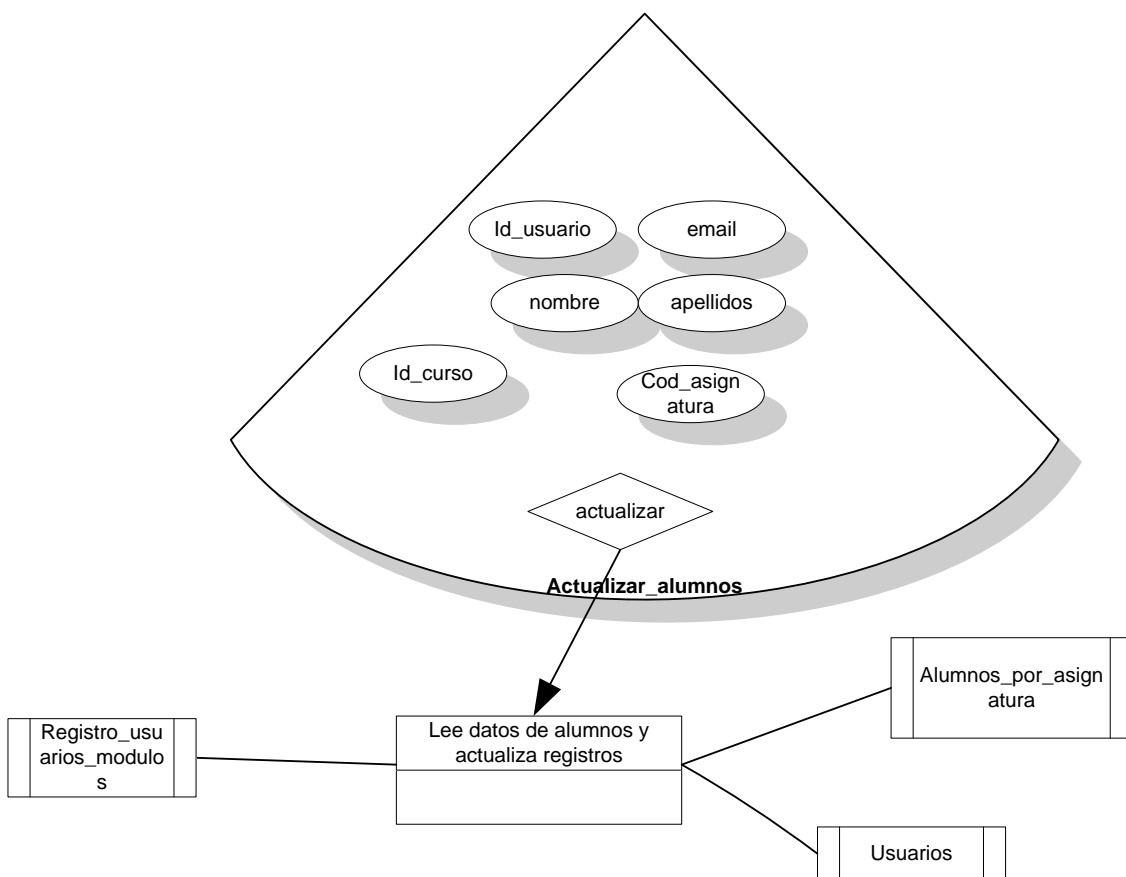 Id_usuario
email
nombre
apellidos
Id_curso
Cod_asign
atura
actualizar
Actualizar_alumnos
Alumnos_por_asign
atura
Registro_usu
arios_modulo
s
Lee datos de alumnos y
actualiza registros
Usuarios